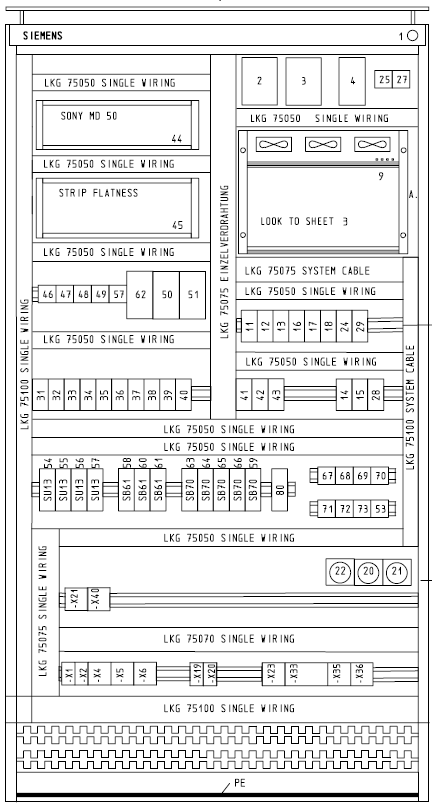 SIEMENS 1
LKG 75050 SINGLE WIRING
SONY MD 50
44
LKG 75050 SINGLE WIRING
STRIP FLATNESS
45
LKG 75050 SINGLE WIRING
46 47 48 49 57 62 50 51
LKG 75050 SINGLE WIRING
31 32 33 34 35 36 37 38 39 40
LKG 75100 SINGLE WIRING
LKG 75075 EINZELVERDRAHTUNG
2 3 4 25 27
LKG 75050 SINGLE WIRING
9
A.
LOOK TO SHEET 3
LKG 75075 SYSTEM CABLE
LKG 75050 SINGLE WIRING
11 12 13 16 17 18 24 29
LKG 75050 SINGLE WIRING
41 42 43 14 15 28
LKG 75100 SYSTEM CABLE
LKG 75050 SINGLE WIRING
LKG 75050 SINGLE WIRING
54 55 56 57 58 60 61 63 64 65 66 59
SU13 SU13 SU13 SU13 SB61 SB61 SB61 SB70 SB70 SB70 SB70 SB70 80
67 68 69 70
71 72 73 53
LKG 75050 SINGLE WIRING
LKG 75075 SINGLE WIRING
22 20 21
-X21 -X40
LKG 75070 SINGLE WIRING
-X1 -X2 -X4 -X5 -X6 -X19 -X20 -X23 -X33 -X35 -X36
LKG 75100 SINGLE WIRING
PE